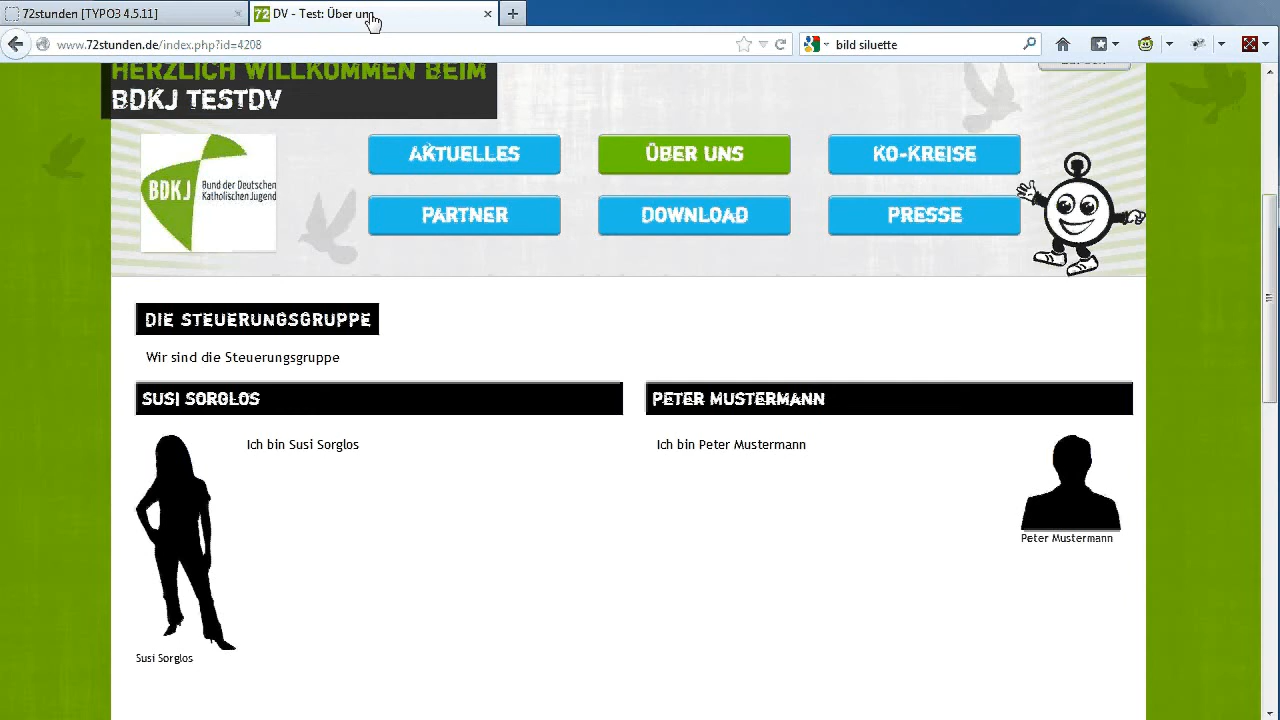 72stunden [TYPO3 4.5.11]
72 DV - Test: Über uns
www.72stunden.de/index.php?id=4208
bild siluette
HERZLICH WILLKOMMEN BEIM
BDKJ TESTDV
BDKJ Bund der Deutschen
Katholischen Jugend
AKTUELLES
ÜBER UNS
KO-KREISE
PARTNER
DOWNLOAD
PRESSE
DIE STEUERUNGSGRUPPE
Wir sind die Steuerungsgruppe
SUSI SORGLOS
PETER MUSTERMANN
Ich bin Susi Sorglos
Ich bin Peter Mustermann
Peter Mustermann
Susi Sorglos